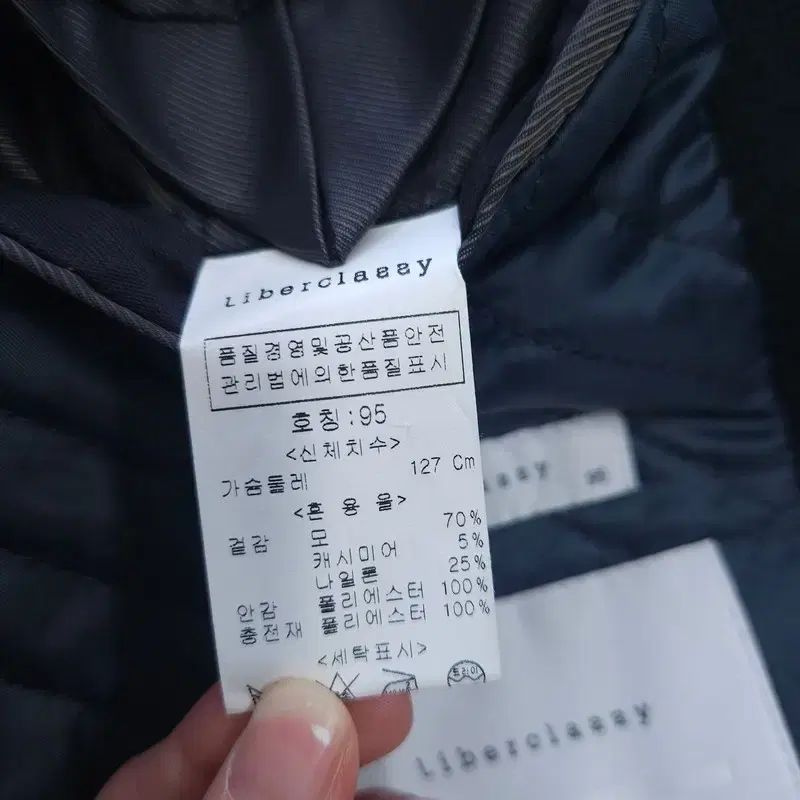 Liberclassy
품질경영및공산품안전
관리법에의한품질표시
호칭:95
<신체치수>
가슴둘레 127 Cm
<혼 용 율>
겉감 모 70%
캐시미어 5%
나일론 25%
안감 폴리에스터 100%
충전재 폴리에스터 100%
<세탁표시>
드라이
liberclassy